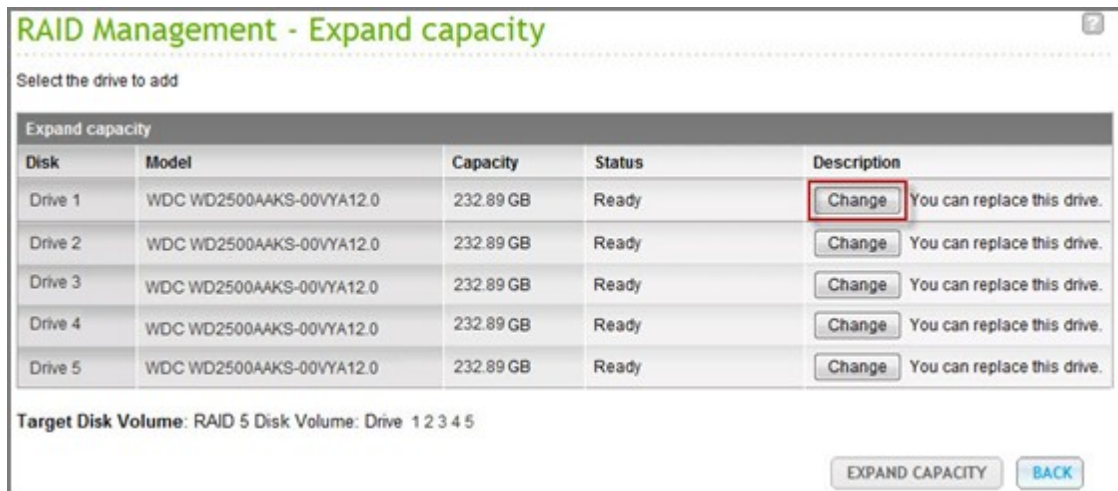 RAID Management - Expand capacity
?
Select the drive to add
Expand capacity
Disk Model Capacity Status Description
Drive 1 WDC WD2500AAKS-00VYA12.0 232.89 GB Ready Change You can replace this drive.
Drive 2 WDC WD2500AAKS-00VYA12.0 232.89 GB Ready Change You can replace this drive.
Drive 3 WDC WD2500AAKS-00VYA12.0 232.89 GB Ready Change You can replace this drive.
Drive 4 WDC WD2500AAKS-00VYA12.0 232.89 GB Ready Change You can replace this drive.
Drive 5 WDC WD2500AAKS-00VYA12.0 232.89 GB Ready Change You can replace this drive.
Target Disk Volume: RAID 5 Disk Volume: Drive 1 2 3 4 5
EXPAND CAPACITY BACK